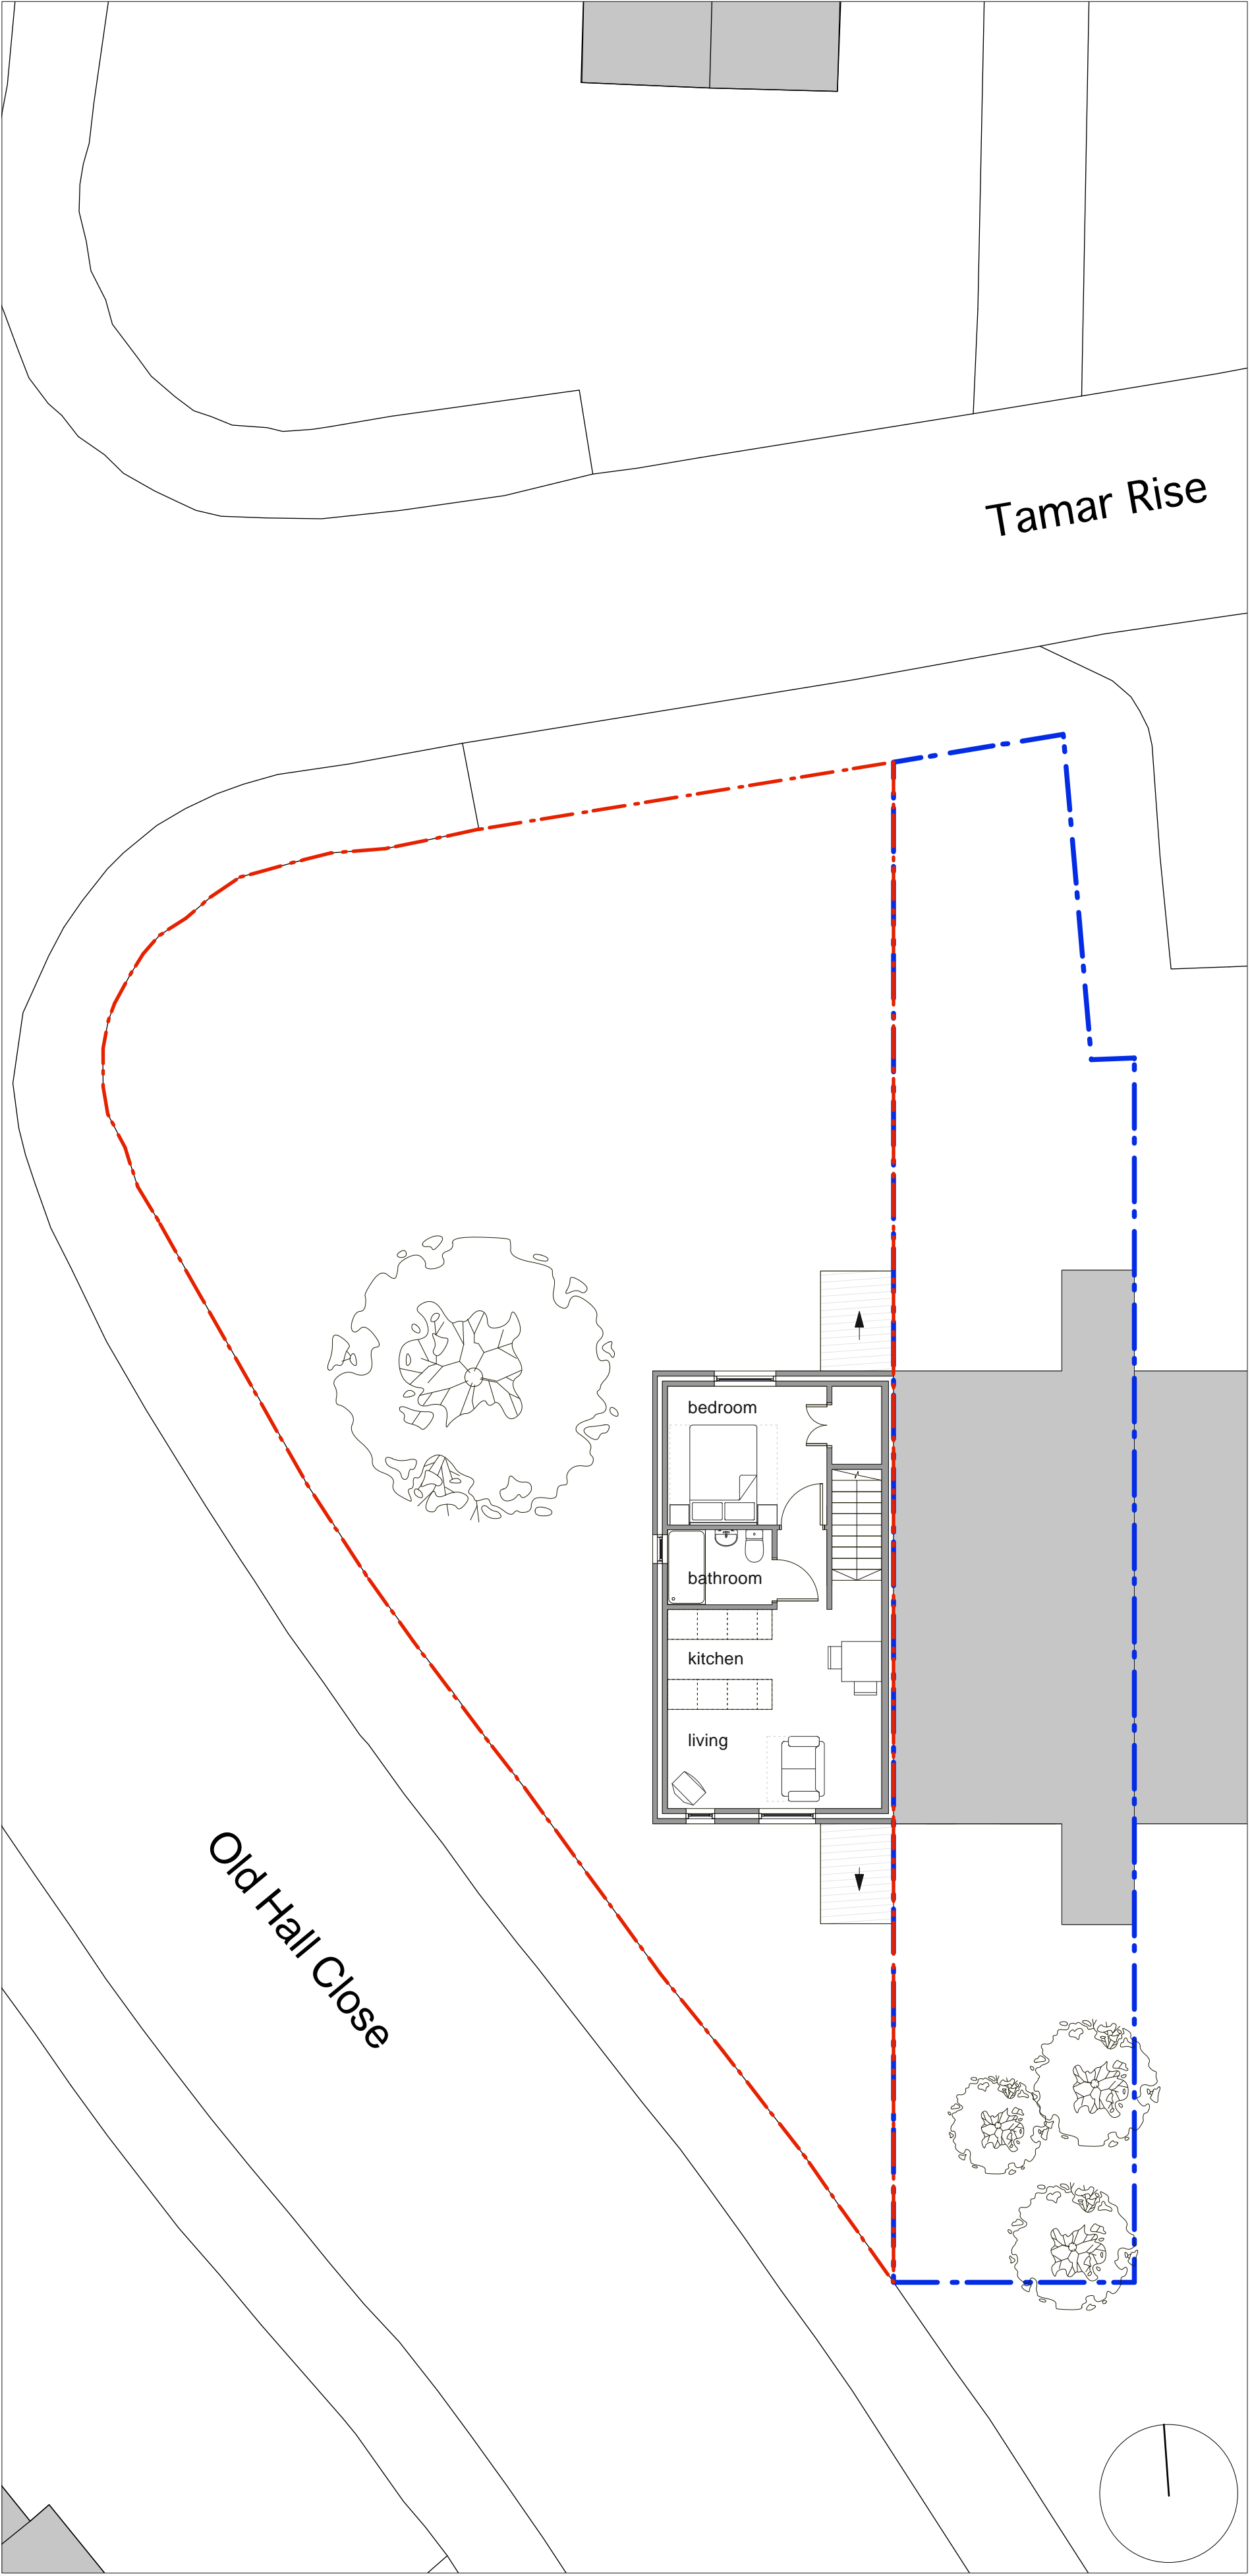 Tamar Rise
bedroom
bathroom
kitchen
living
Old Hall Close